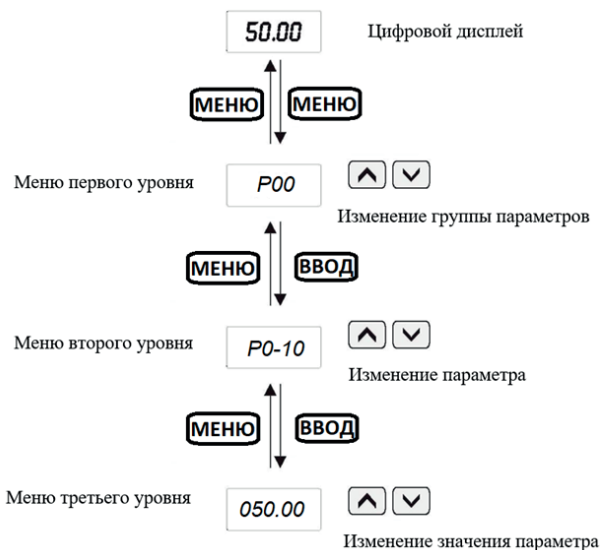 50.00 Цифровой дисплей
МЕНЮ МЕНЮ
Меню первого уровня P00
Изменение группы параметров
МЕНЮ ВВОД
Меню второго уровня P0-10
Изменение параметра
МЕНЮ ВВОД
Меню третьего уровня 050.00
Изменение значения параметра